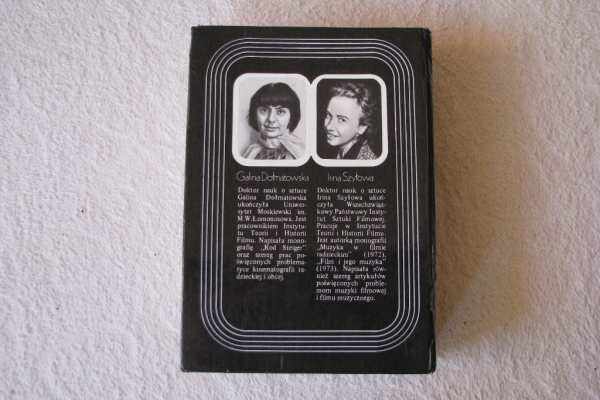 Galina Dołmatowska
Doktor nauk o sztuce
Galina Dołmatowska
ukończyła Uniwer-
sytet Moskiewski im.
M.W.Łomonosowa. Jest
pracownikiem Instytu-
tu Teorii i Historii
Filmu. Napisała mono-
grafię „Rod Steiger”
oraz szereg prac po-
święconych problema-
tyce kinematografii ra-
dzieckiej i obcej.
Irina Szyłowa
Doktor nauk o sztuce
Irina Szyłowa ukoń-
czyła Wszechzwiąz-
kowy Państwowy Insty-
tut Sztuki Filmowej.
Pracuje w Instytucie
Teorii i Historii Filmu.
Jest autorką monografii
„Muzyka w filmie
radzieckim” (1972),
„Film i jego muzyka”
(1973). Napisała rów-
nież szereg artykułów
poświęconych proble-
mom muzyki filmowej
i filmu muzycznego.